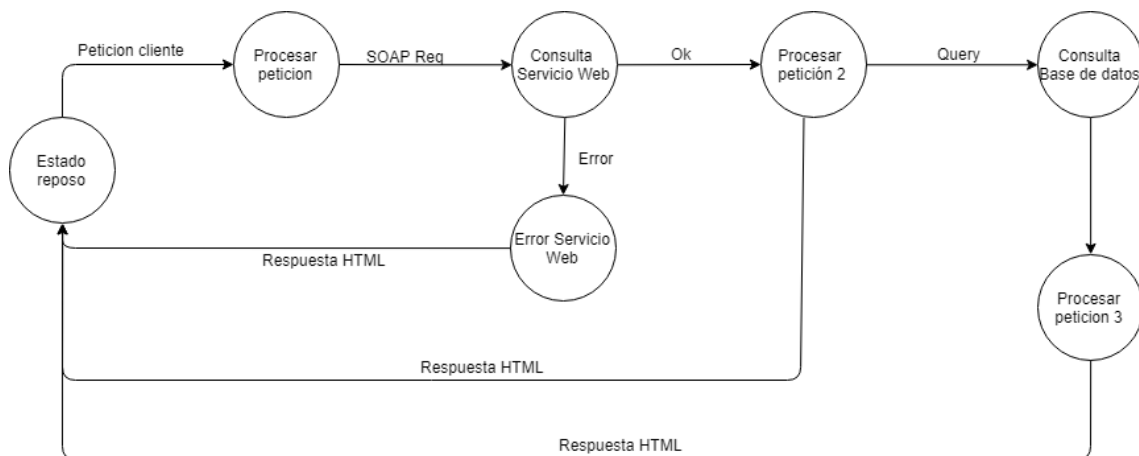 Peticion cliente
Procesar
peticion
SOAP Req
Consulta
Servicio Web
Ok
Procesar
petición 2
Query
Consulta
Base de datos
Estado
reposo
Error
Error Servicio
Web
Respuesta HTML
Procesar
peticion 3
Respuesta HTML
Respuesta HTML